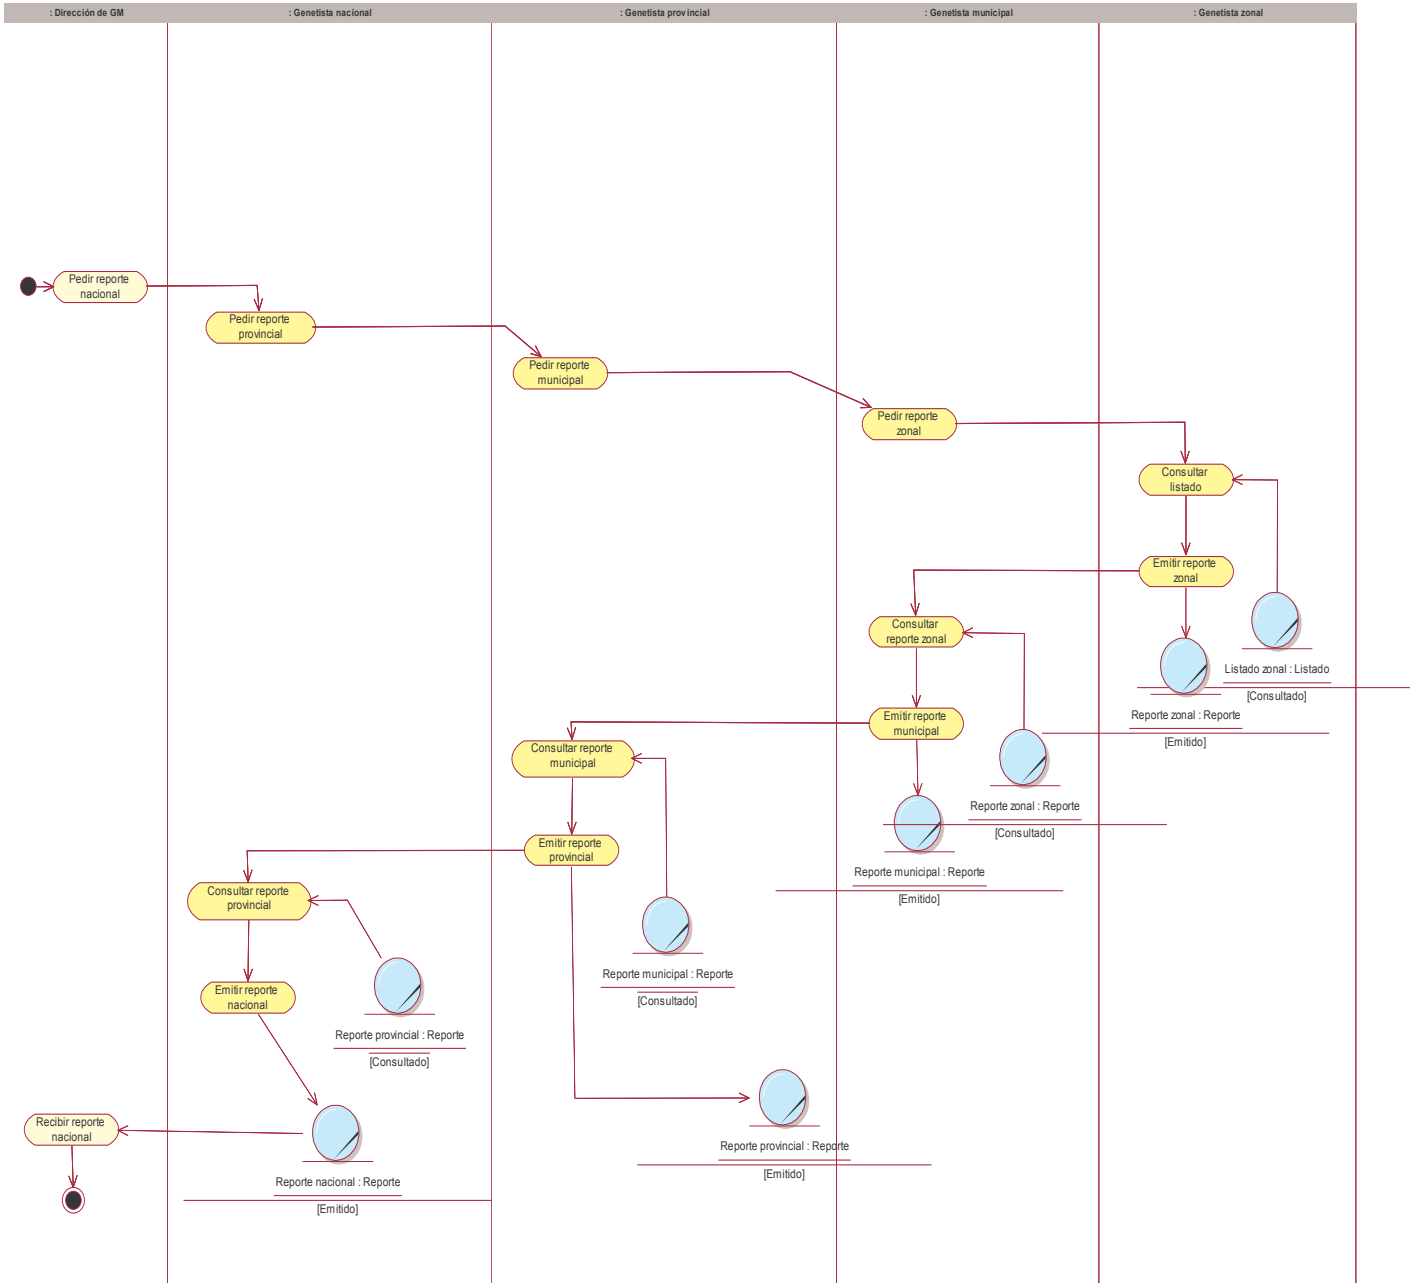 : Dirección de GM
: Genetista nacional
: Genetista provincial
: Genetista municipal
: Genetista zonal
Pedir reporte
nacional
Pedir reporte
provincial
Pedir reporte
municipal
Pedir reporte
zonal
Consultar
listado
Emitir reporte
zonal
Listado zonal : Listado
[Consultado]
Reporte zonal : Reporte
[Emitido]
Consultar
reporte zonal
Emitir reporte
municipal
Reporte zonal : Reporte
[Consultado]
Reporte municipal : Reporte
[Emitido]
Consultar reporte
municipal
Emitir reporte
provincial
Reporte municipal : Reporte
[Consultado]
Consultar reporte
provincial
Emitir reporte
nacional
Reporte provincial : Reporte
[Consultado]
Reporte provincial : Reporte
[Emitido]
Recibir reporte
nacional
Reporte nacional : Reporte
[Emitido]